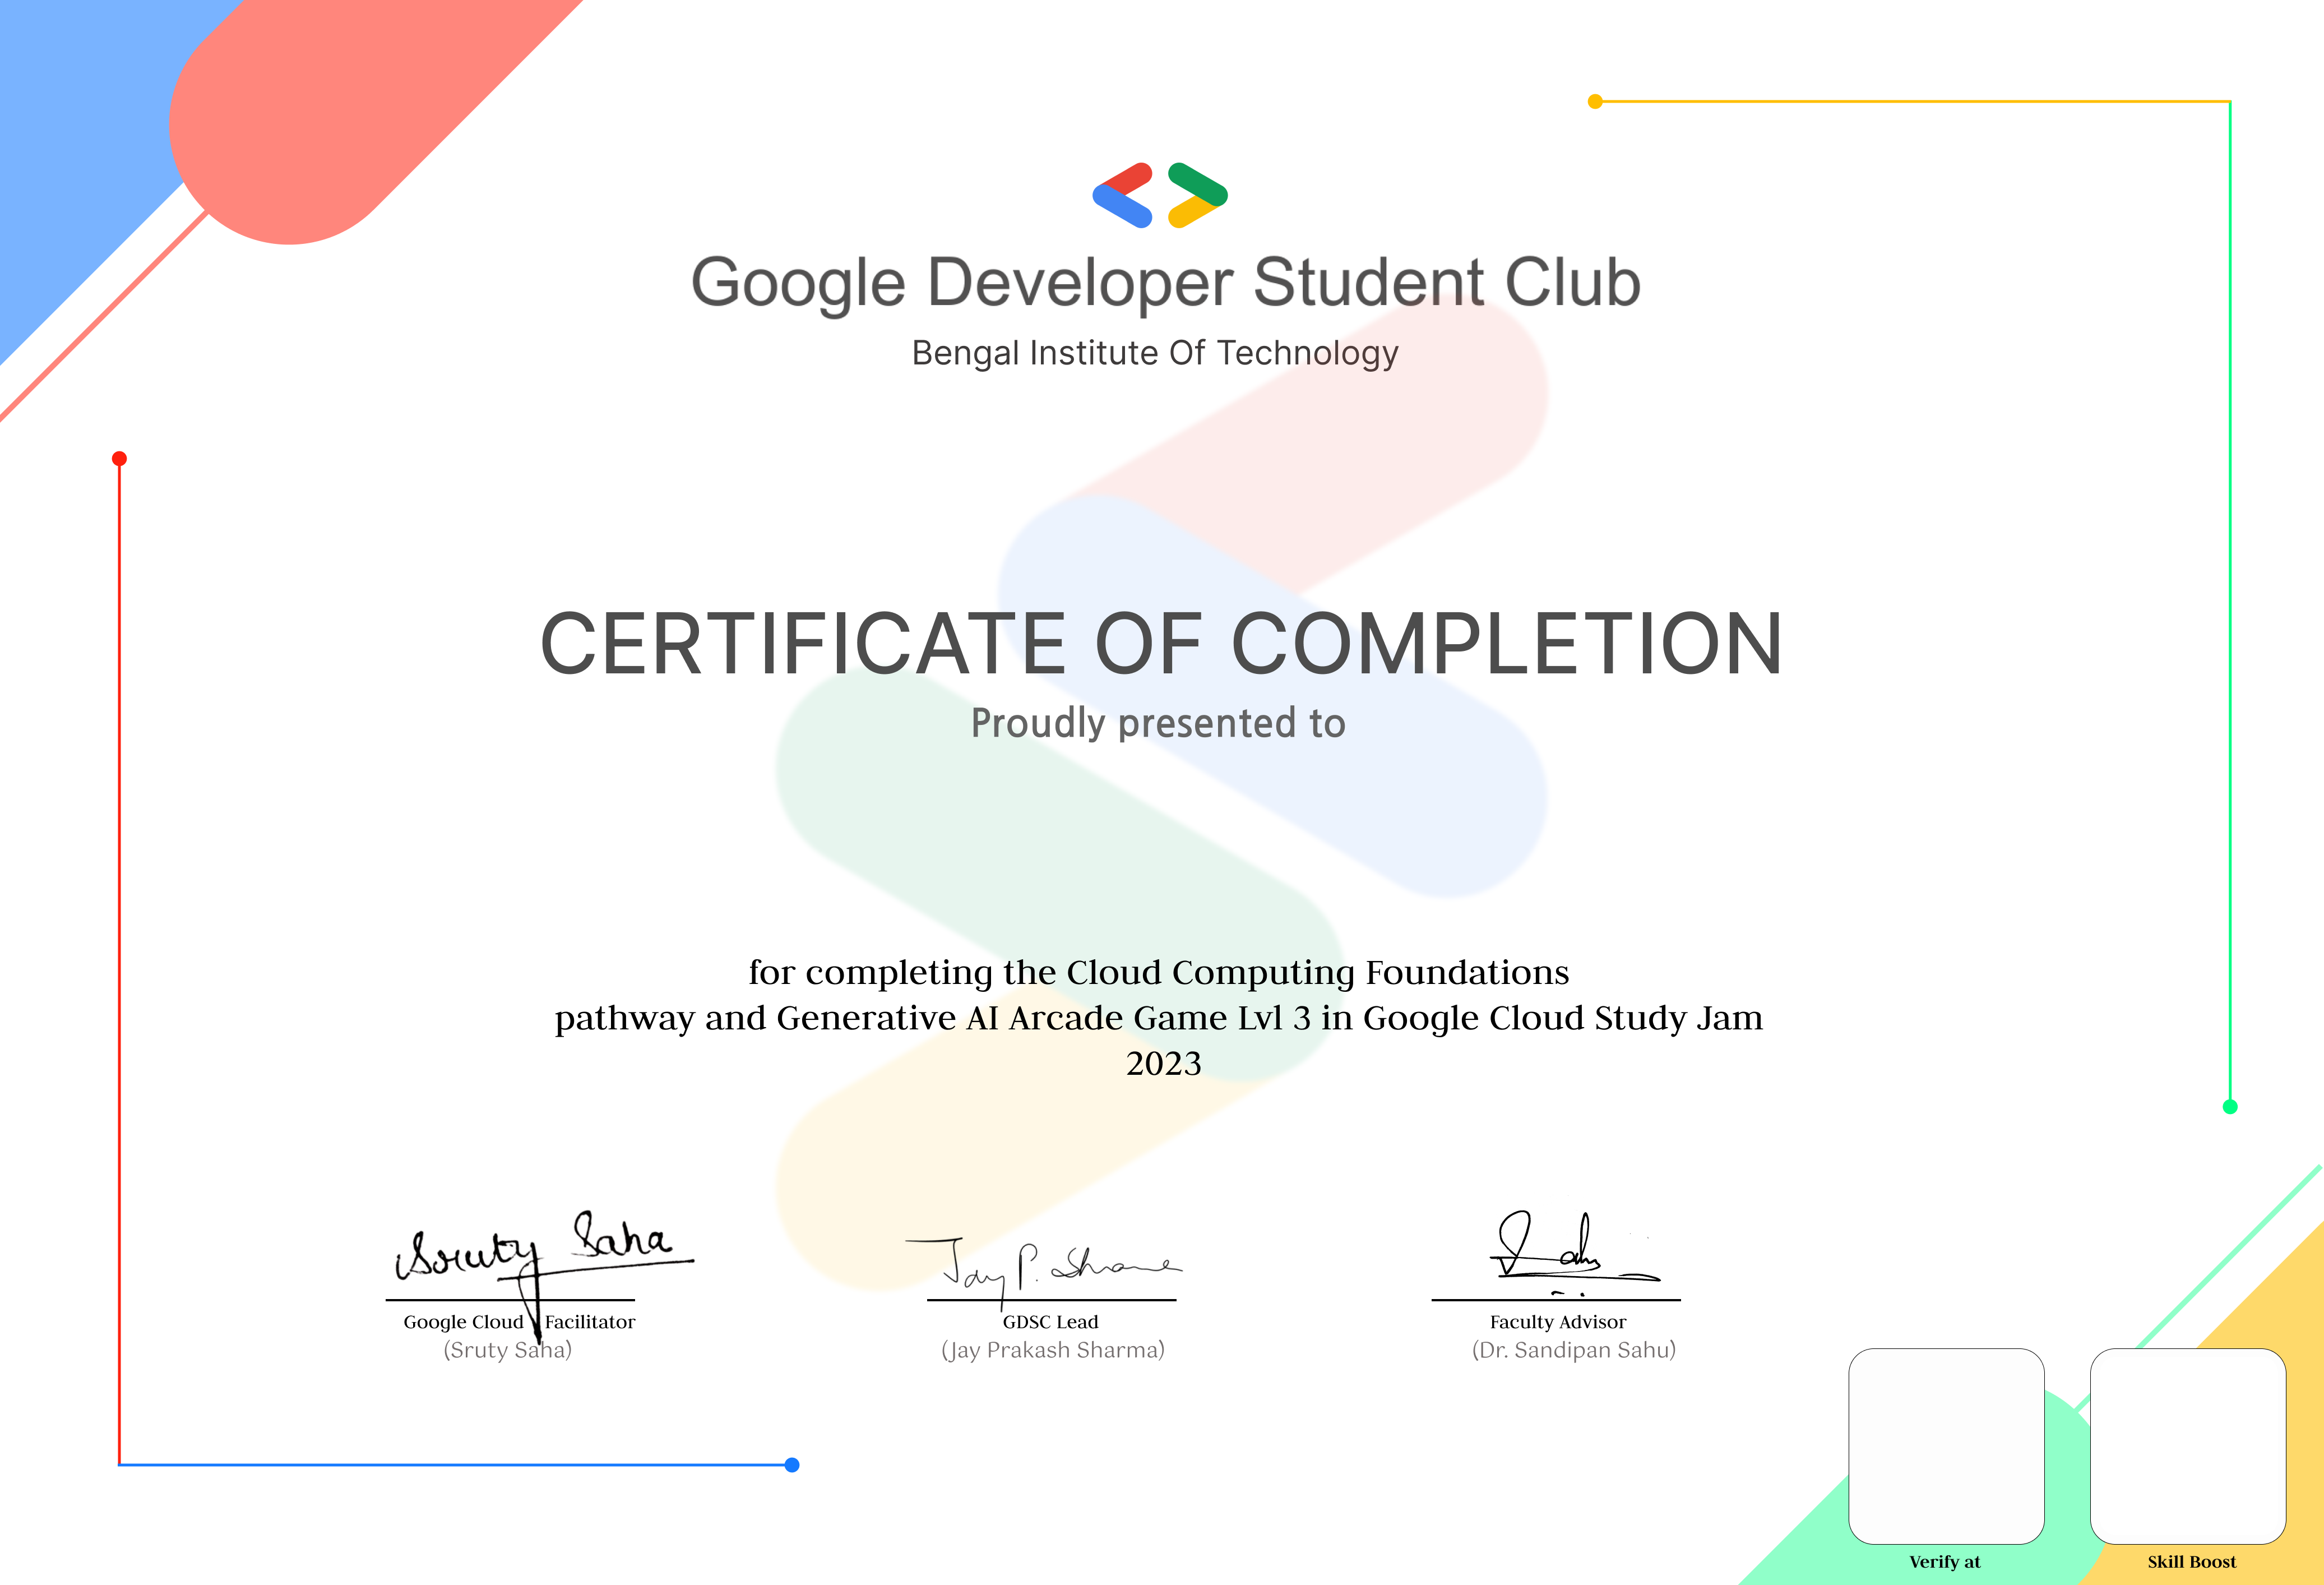 Google Developer Student Club
Bengal Institute Of Technology
CERTIFICATE OF COMPLETION
Proudly presented to
for completing the Cloud Computing Foundations
pathway and Generative AI Arcade Game Lvl 3 in Google Cloud Study Jam
2023
Sruty Saha
Jay P. Sharma
Sahu
Google Cloud Facilitator
(Sruty Saha)
GDSC Lead
(Jay Prakash Sharma)
Faculty Advisor
(Dr. Sandipan Sahu)
Verify at
Skill Boost